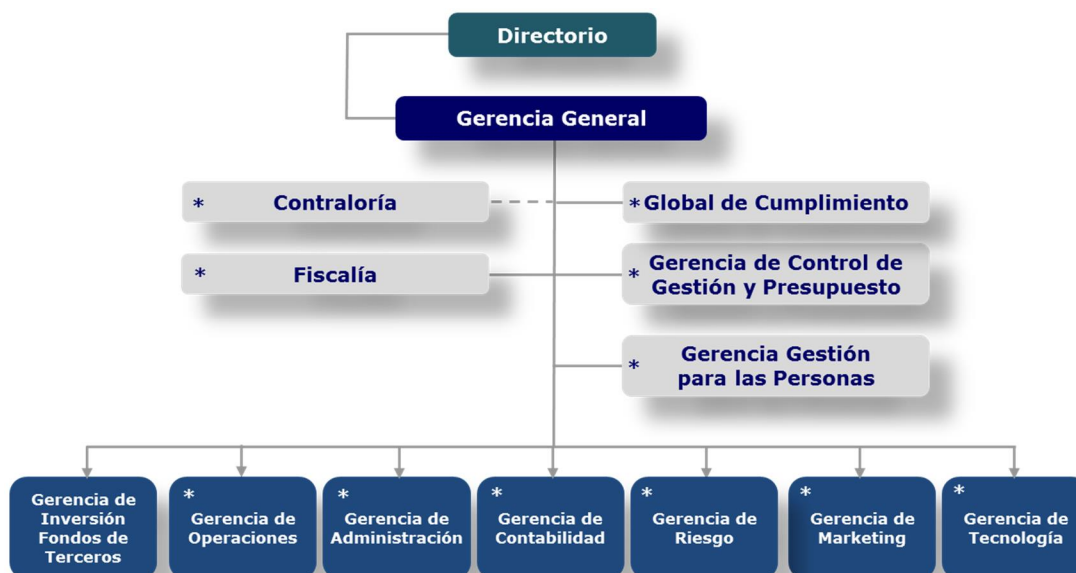 Directorio
Gerencia General
* Contraloría
* Global de Cumplimiento
* Fiscalía
* Gerencia de Control de
Gestión y Presupuesto
* Gerencia Gestión
para las Personas
Gerencia de
Inversión
Fondos de
Terceros
*
Gerencia de
Operaciones
*
Gerencia de
Administración
*
Gerencia de
Contabilidad
*
Gerencia de
Riesgo
*
Gerencia de
Marketing
*
Gerencia de
Tecnología